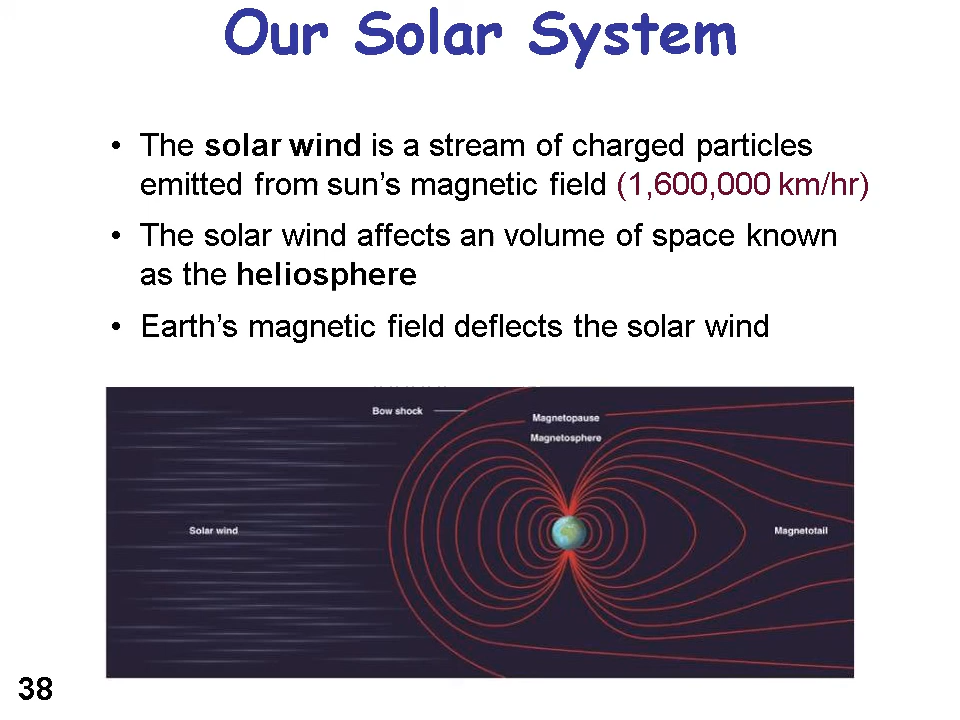 Our Solar System
• The solar wind is a stream of charged particles
emitted from sun’s magnetic field (1,600,000 km/hr)
• The solar wind affects an volume of space known
as the heliosphere
• Earth’s magnetic field deflects the solar wind
Bow shock
Magnetopause
Magnetosphere
Solar wind
Magnetotail
38